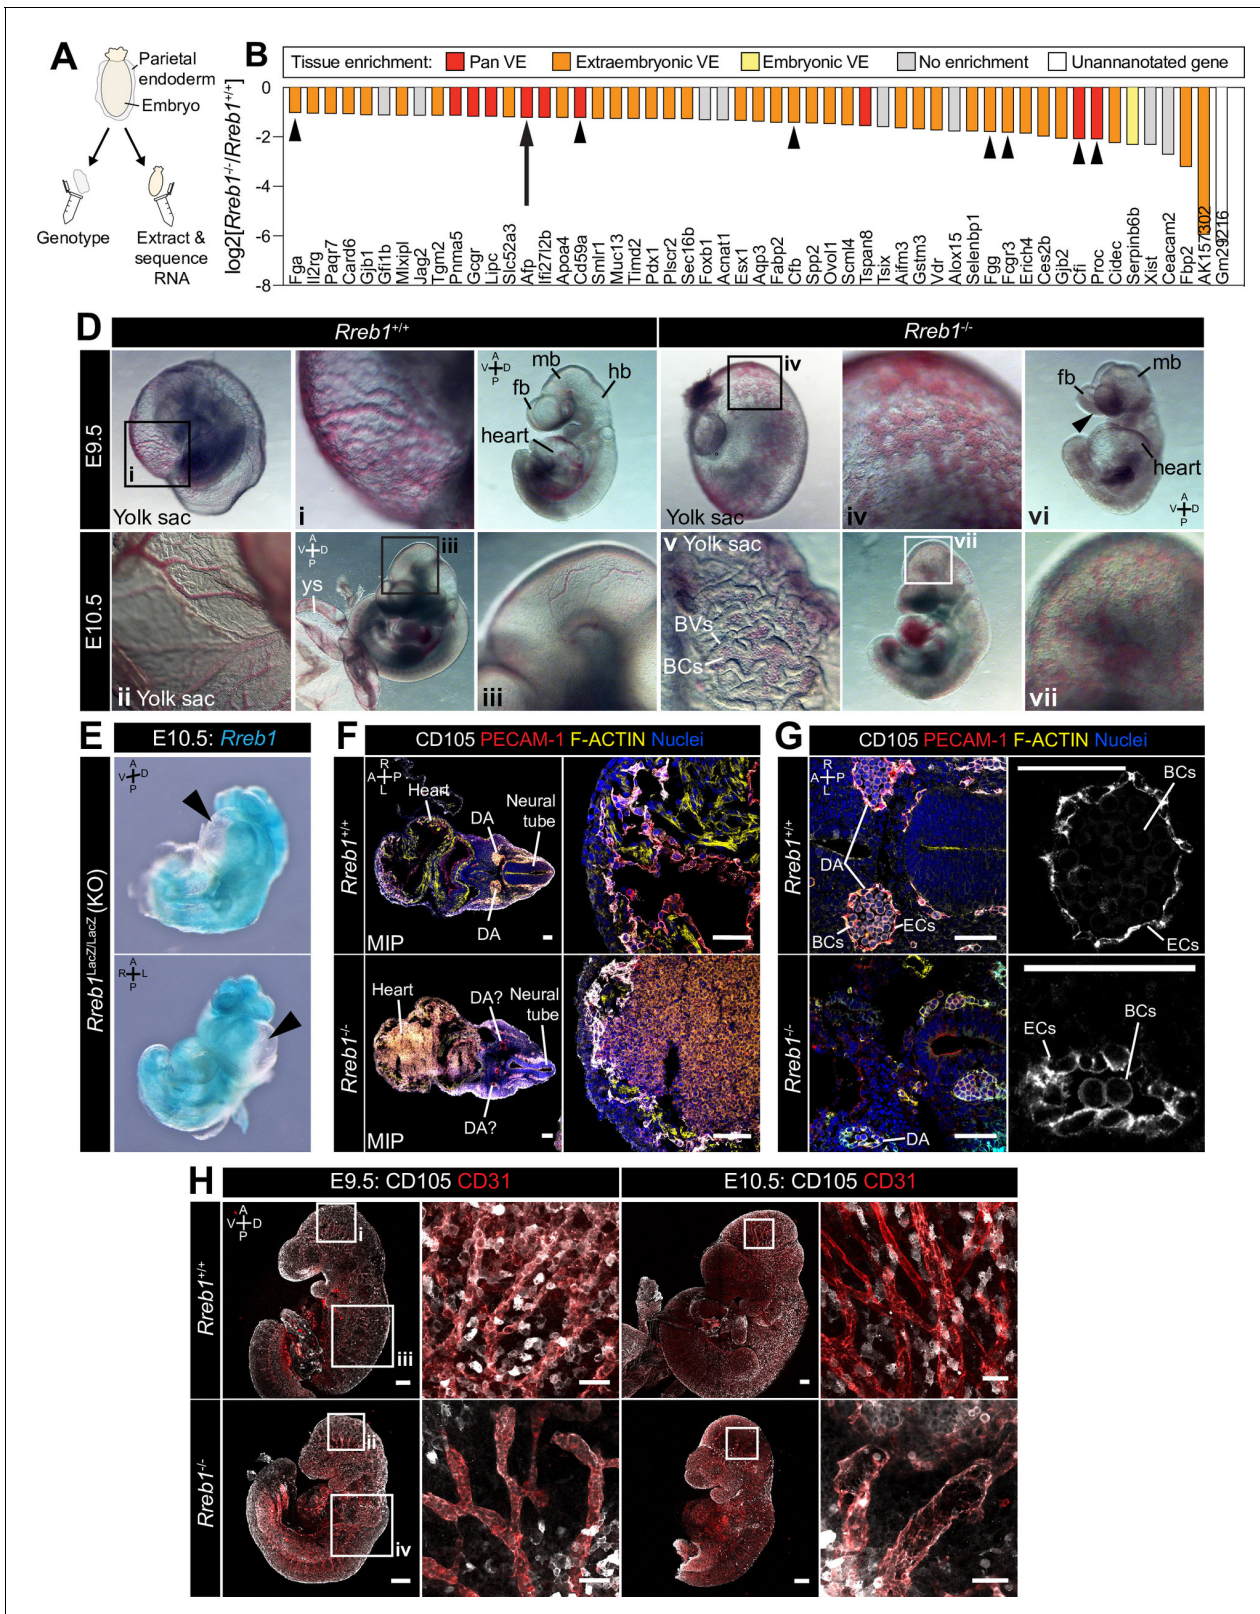 A
Parietal
endoderm
Embryo
Genotype
Extract &
sequence
RNA
B
Tissue enrichment: Pan VE Extraembryonic VE Embryonic VE No enrichment Unannanotated gene
log2[Rreb1-/-/Rreb1+/+]
0
-2
-4
-6
-8
Fga
Il2rg
Paqr7
Card6
Gjb1
Gfi1b
Mlxipl
Jag2
Tgm2
Pnma5
Gcgr
Lipc
Slc52a3
Afp
Ifi27l2b
Apoa4
Cd59a
Smlr1
Muc13
Timd2
Pdx1
Plscr2
Sec16b
Foxb1
Acnat1
Esx1
Aqp3
Fabp2
Cfb
Spp2
Ovol1
Scml4
Tspan8
Tsix
Aifm3
Gstm3
Vdr
Alox15
Selenbp1
Fgg
Fcgr3
Erich4
Ces2b
Gjb2
Cfi
Proc
Cidec
Serpinb6b
Xist
Ceacam2
Fbp2
AK157302
Gm29216
D
Rreb1+/+
Rreb1-/-
E9.5
i
Yolk sac
i
A
V D
P
mb
fb
hb
heart
iv
Yolk sac
iv
fb
mb
heart
vi
A
V D
P
E10.5
ii Yolk sac
A
V D
P
ys
iii
iii
v Yolk sac
BVs
BCs
vii
vii
E
E10.5: Rreb1
Rreb1LacZ/LacZ (KO)
A
V D
P
A
R L
P
F
CD105 PECAM-1 F-ACTIN Nuclei
Rreb1+/+
R
A P
L
Heart
DA
Neural
tube
DA
MIP
Rreb1-/-
Heart
DA?
Neural
tube
DA?
MIP
G
CD105 PECAM-1 F-ACTIN Nuclei
Rreb1+/+
R
A P
L
DA
BCs
ECs
BCs
ECs
Rreb1-/-
DA
ECs
BCs
H
E9.5: CD105 CD31
E10.5: CD105 CD31
Rreb1+/+
A
V D
P
i
iii
Rreb1-/-
ii
iv